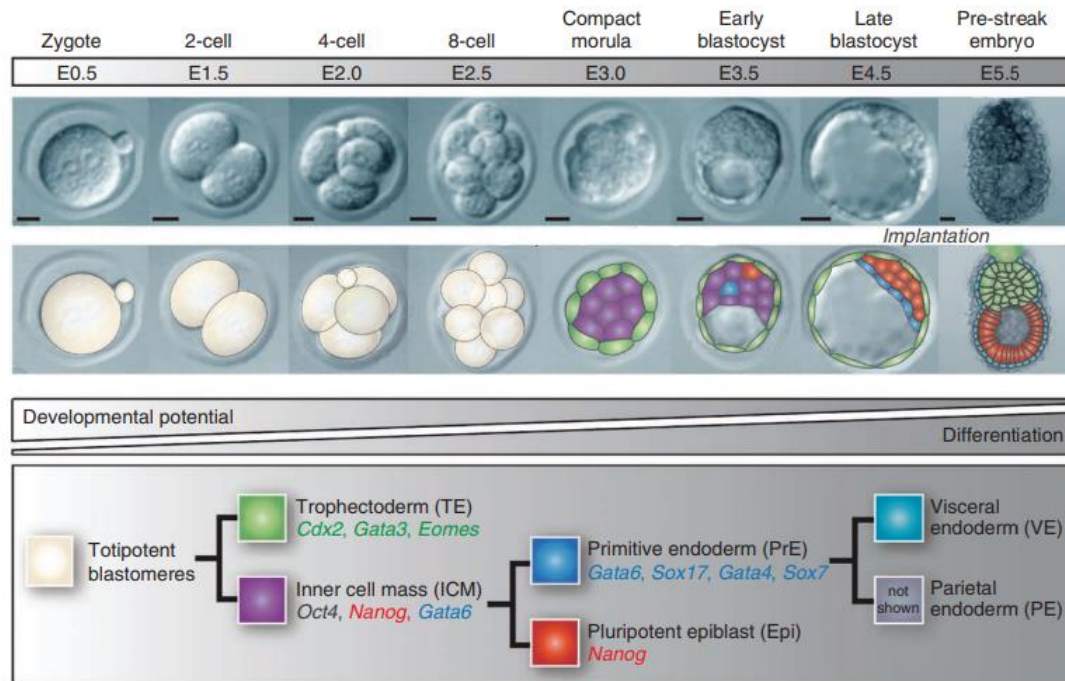 Zygote
2-cell
4-cell
8-cell
Compact
morula
Early
blastocyst
Late
blastocyst
Pre-streak
embryo
E0.5
E1.5
E2.0
E2.5
E3.0
E3.5
E4.5
E5.5
Implantation
Developmental potential
Differentiation
Totipotent
blastomeres
Trophectoderm (TE)
Cdx2, Gata3, Eomes
Inner cell mass (ICM)
Oct4, Nanog, Gata6
Primitive endoderm (PrE)
Gata6, Sox17, Gata4, Sox7
Pluripotent epiblast (Epi)
Nanog
Visceral
endoderm (VE)
not
shown
Parietal
endoderm (PE)